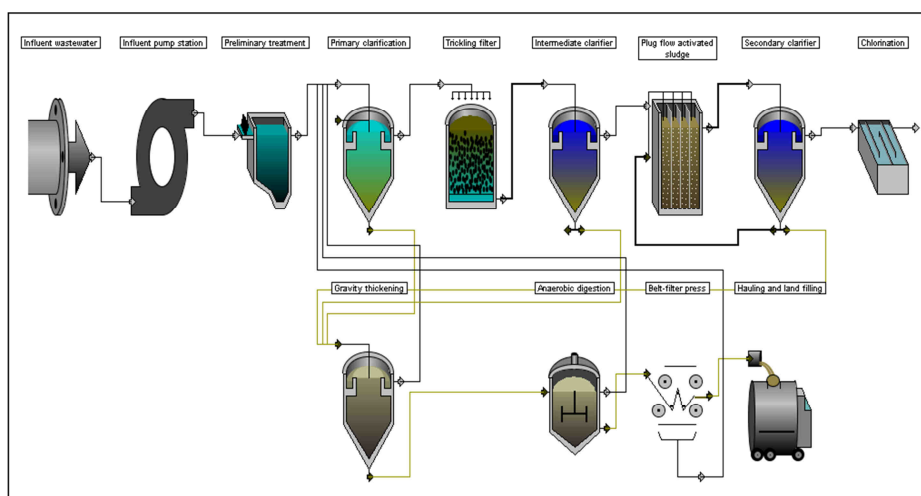 Influent wastewater
Influent pump station
Preliminary treatment
Primary clarification
Trickling filter
Intermediate clarifier
Plug flow activated
sludge
Secondary clarifier
Chlorination
Gravity thickening
Anaerobic digestion
Belt-filter press
Hauling and land filling